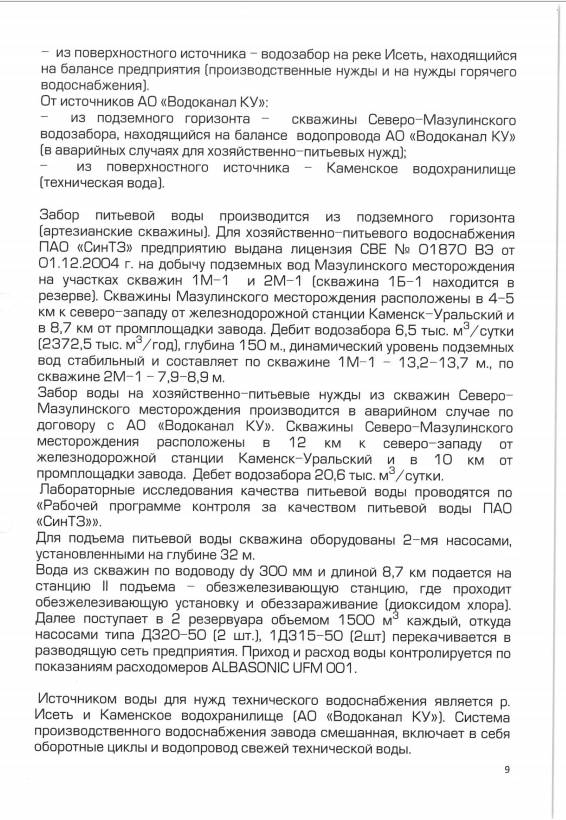 – из поверхностного источника – водозабор на реке Исеть, находящийся
на балансе предприятия (производственные нужды и на нужды горячего
водоснабжения).
От источников АО «Водоканал КУ»:
– из подземного горизонта – скважины Северо-Мазулинского
водозабора, находящийся на балансе водопровода АО «Водоканал КУ»
(в аварийных случаях для хозяйственно-питьевых нужд);
– из поверхностного источника – Каменское водохранилище
(техническая вода).
Забор питьевой воды производится из подземного горизонта
(артезианские скважины). Для хозяйственно-питьевого водоснабжения
ПАО «СинТЗ» предприятию выдана лицензия СВЕ № 01870 ВЭ от
01.12.2004 г. на добычу подземных вод Мазулинского месторождения
на участках скважин 1М-1 и 2М-1 (скважина 1Б-1 находится в
резерве). Скважины Мазулинского месторождения расположены в 4-5
км к северо-западу от железнодорожной станции Каменск-Уральский и
в 8,7 км от промплощадки завода. Дебит водозабора 6,5 тыс. м³/сутки
(2372,5 тыс. м³/год), глубина 150 м., динамический уровень подземных
вод стабильный и составляет по скважине 1М-1 – 13,2-13,7 м., по
скважине 2М-1 – 7,9-8,9 м.
Забор воды на хозяйственно-питьевые нужды из скважин Северо-
Мазулинского месторождения производится в аварийном случае по
договору с АО «Водоканал КУ». Скважины Северо-Мазулинского
месторождения расположены в 12 км к северо-западу от
железнодорожной станции Каменск-Уральский и в 10 км от
промплощадки завода. Дебет водозабора 20,6 тыс. м³/сутки.
Лабораторные исследования качества питьевой воды проводятся по
«Рабочей программе контроля за качеством питьевой воды ПАО
«СинТЗ»».
Для подъема питьевой воды скважина оборудованы 2-мя насосами,
установленными на глубине 32 м.
Вода из скважин по водоводу dy 300 мм и длиной 8,7 км подается на
станцию II подъема – обезжелезивающую станцию, где проходит
обезжелезивающую установку и обеззараживание (диоксидом хлора).
Далее поступает в 2 резервуара объемом 1500 м³ каждый, откуда
насосами типа Д320-50 (2 шт.), 1Д315-50 (2шт) перекачивается в
разводящую сеть предприятия. Приход и расход воды контролируется по
показаниям расходомеров ALBASONIC UFM 001.
Источником воды для нужд технического водоснабжения является р.
Исеть и Каменское водохранилище (АО «Водоканал КУ»). Система
производственного водоснабжения завода смешанная, включает в себя
оборотные циклы и водопровод свежей технической воды.
9